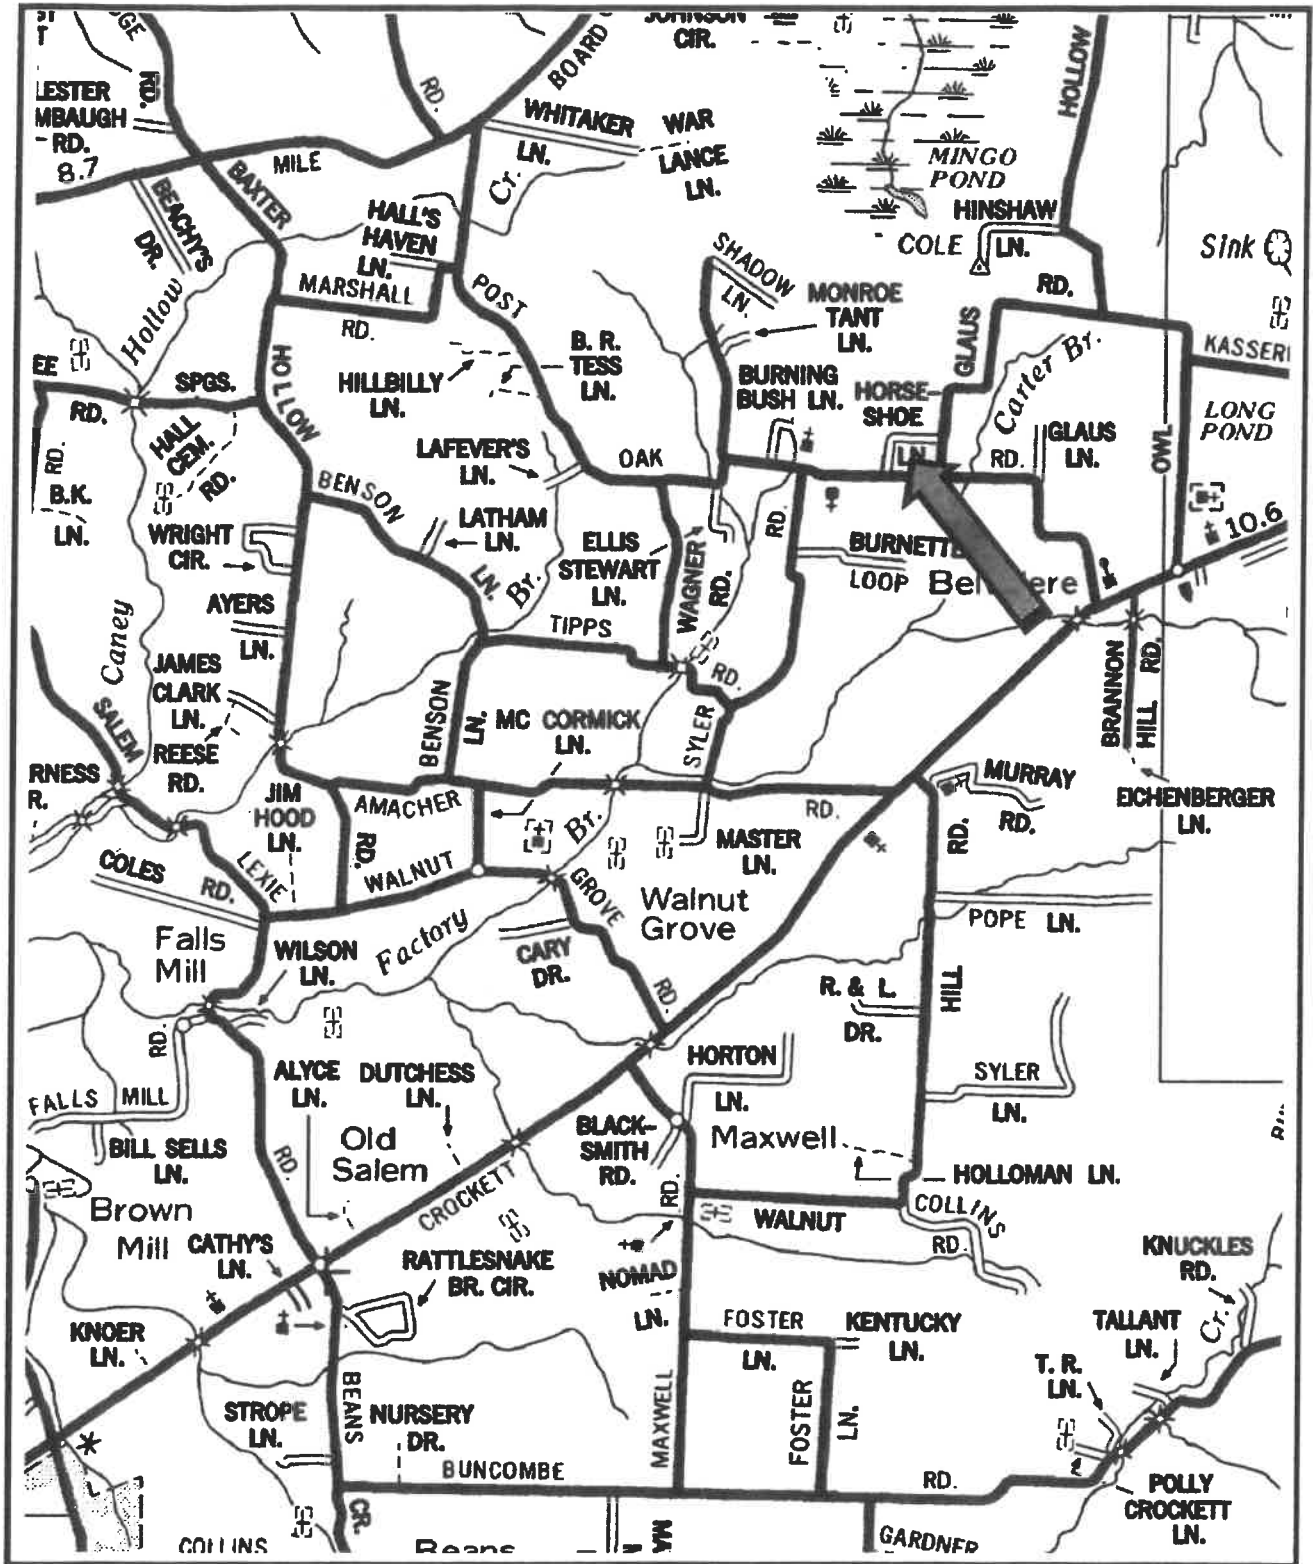 JOHNSON
CIR.
BOARD
HOLLOW
RD.
RD.
LESTER
MBAUGH
RD.
8.7
MILE
BAXTER
WHITAKER
LN.
WAR
LANCE
LN.
Cr.
MINGO
POND
HINSHAW
LN.
COLE
RD.
Sink
BEACHY'S
DR.
HALL'S
HAVEN
LN.
MARSHALL
RD.
POST
SHADOW
LN.
MONROE
TANT
LN.
GLAUS
Carter Br.
KASSERI
Hollow
HOLLOW
HILLBILLY
LN.
B. R.
TESS
LN.
BURNING
BUSH LN.
HORSE-
SHOE
LN.
LONG
POND
EE
SPGS.
RD.
RD.
HALL
CEM.
RD.
B.K.
LN.
LAFEVER'S
LN.
OAK
RD.
GLAUS
LN.
OWL
BENSON
LN.
LATHAM
LN.
WRIGHT
CIR.
ELLIS
STEWART
LN.
WAGNER
RD.
RD.
BURNETTE
LOOP
10.6
Br.
AYERS
LN.
TIPPS
RD.
Caney
JAMES
CLARK
LN.
SALEM
REESE
RD.
BENSON
LN.
MC CORMICK
LN.
SYLER
BRANNON
HILL
RD.
EICHENBERGER
LN.
MURRAY
RD.
RNESS
R.
JIM
HOOD
LN.
AMACHER
RD.
RD.
MASTER
LN.
Br.
RD.
COLES
RD.
LEXIE
WALNUT
GROVE
RD.
Walnut
Grove
POPE LN.
Falls
Mill
WILSON
LN.
Factory
CARY
DR.
R. & L.
DR.
HILL
RD.
FALLS MILL
ALYCE
LN.
DUTCHESS
LN.
HORTON
LN.
SYLER
LN.
BILL SELLS
LN.
RD.
Old
Salem
BLACK-
SMITH
RD.
Maxwell
HOLLOMAN LN.
CROCKETT
RD.
WALNUT
COLLINS
RD.
Brown
Mill
CATHY'S
LN.
RATTLESNAKE
BR. CIR.
NOMAD
LN.
KNUCKLES
RD.
KNOER
LN.
FOSTER
LN.
KENTUCKY
LN.
TALLANT
LN.
Cr.
T. R.
LN.
STROPE
LN.
BEANS
NURSERY
DR.
MAXWELL
FOSTER
LN.
BUNCOMBE
RD.
POLLY
CROCKETT
LN.
CR.
COLLINS
Beans
GARDNER